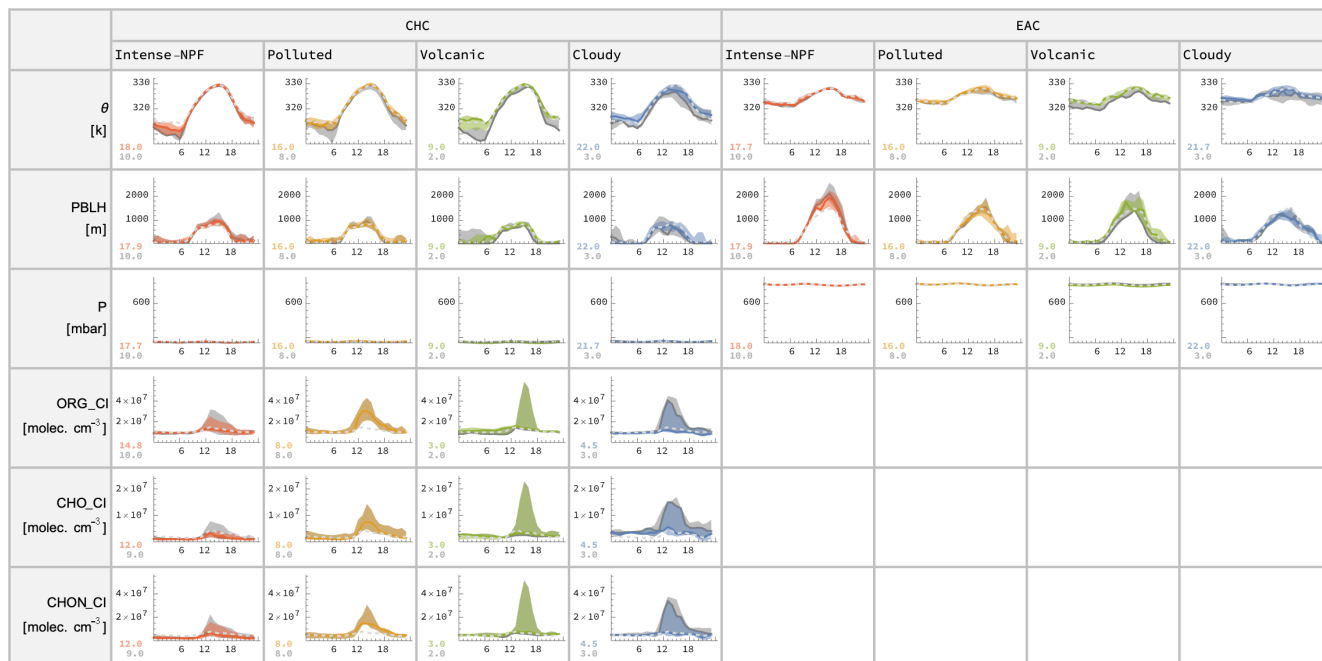 CHC EAC
Intense-NPF Polluted Volcanic Cloudy Intense-NPF Polluted Volcanic Cloudy
θ
[k]
330 330 330 330 330 330 330 330
320 320 320 320 320 320 320 320
18.0 16.0 9.0 22.0 17.7 16.0 9.0 21.7
10.0 8.0 2.0 3.0 10.0 8.0 2.0 3.0
6 12 18 6 12 18 6 12 18 6 12 18 6 12 18 6 12 18 6 12 18 6 12 18
PBLH
[m]
2000 2000 2000 2000 2000 2000 2000 2000
1000 1000 1000 1000 1000 1000 1000 1000
17.9 16.0 9.0 22.0 17.9 16.0 9.0 22.0
10.0 8.0 2.0 3.0 10.0 8.0 2.0 3.0
6 12 18 6 12 18 6 12 18 6 12 18 6 12 18 6 12 18 6 12 18 6 12 18
P
[mbar]
600 600 600 600 600 600 600 600
17.7 16.0 9.0 21.7 18.0 16.0 9.0 22.0
10.0 8.0 2.0 3.0 10.0 8.0 2.0 3.0
6 12 18 6 12 18 6 12 18 6 12 18 6 12 18 6 12 18 6 12 18 6 12 18
ORG_CI
[molec. cm⁻³]
4×10⁷ 4×10⁷ 4×10⁷ 4×10⁷
2×10⁷ 2×10⁷ 2×10⁷ 2×10⁷
14.8 8.0 3.0 4.5
10.0 8.0 2.0 3.0
6 12 18 6 12 18 6 12 18 6 12 18
CHO_CI
[molec. cm⁻³]
2×10⁷ 2×10⁷ 2×10⁷ 2×10⁷
1×10⁷ 1×10⁷ 1×10⁷ 1×10⁷
12.0 8.0 3.0 4.5
9.0 8.0 2.0 3.0
6 12 18 6 12 18 6 12 18 6 12 18
CHON_CI
[molec. cm⁻³]
4×10⁷ 4×10⁷ 4×10⁷ 4×10⁷
2×10⁷ 2×10⁷ 2×10⁷ 2×10⁷
12.0 8.0 3.0 4.5
9.0 8.0 2.0 3.0
6 12 18 6 12 18 6 12 18 6 12 18